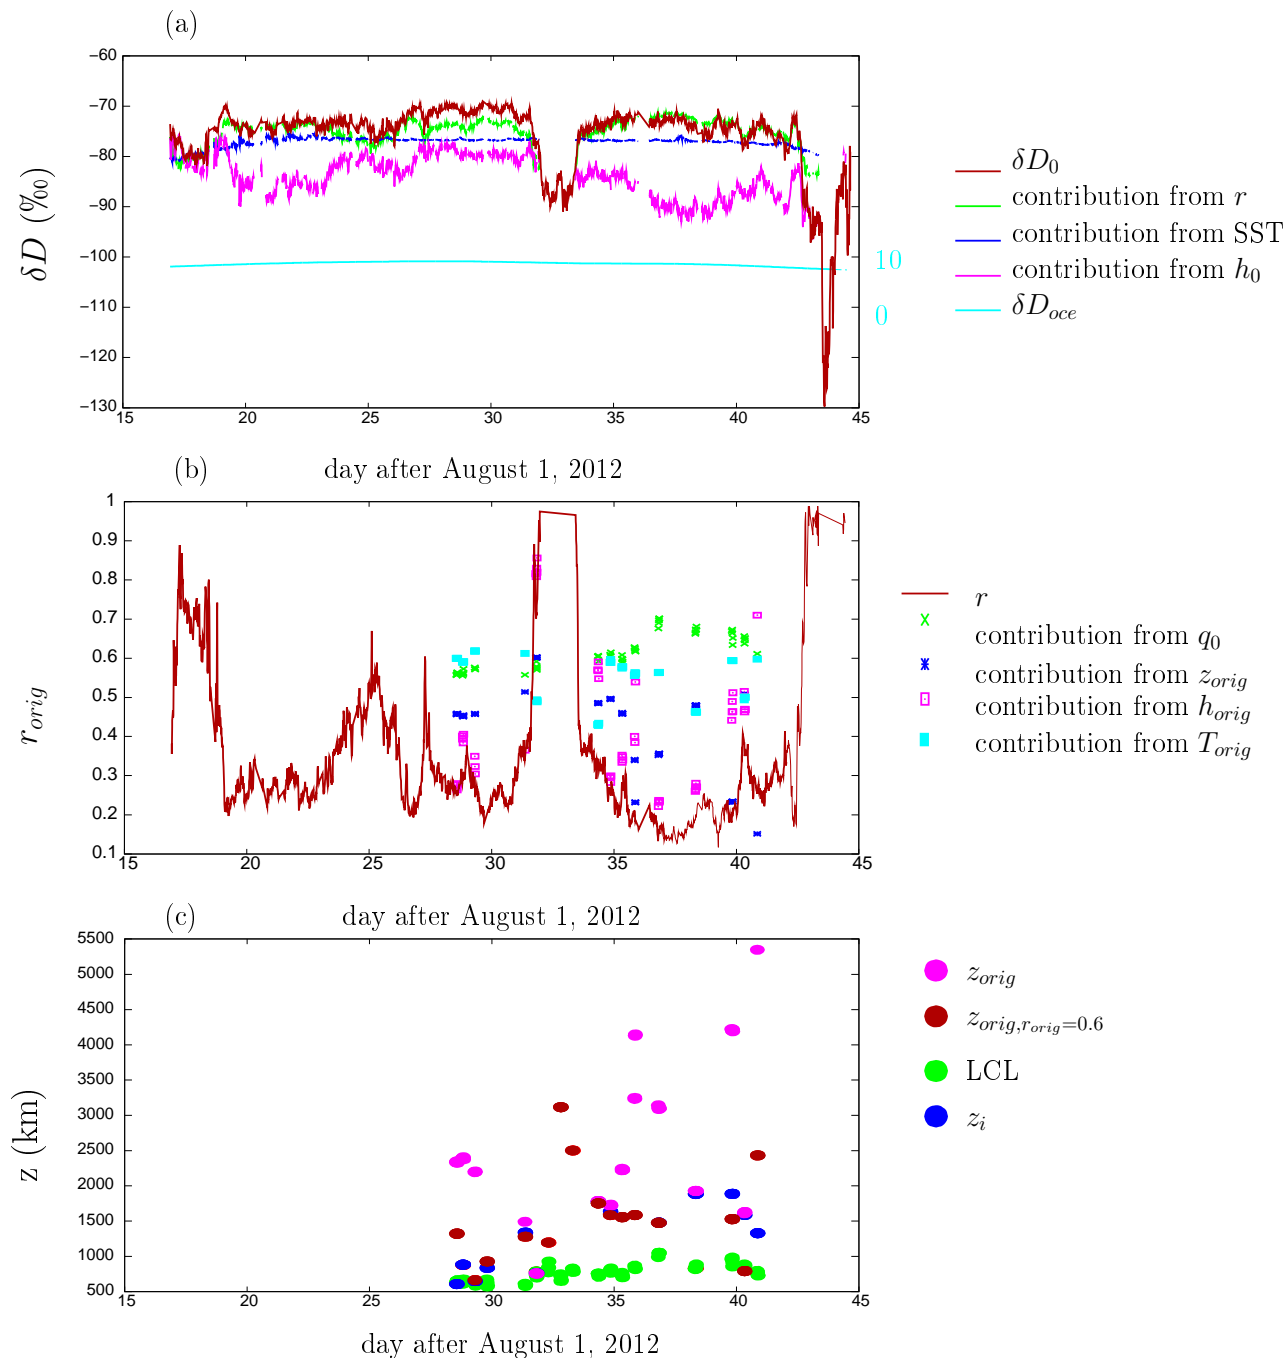 (a)
−60
−70
−80
−90
−100
−110
−120
−130
δD (‰)
10
0
15 20 25 30 35 40 45
δD₀
contribution from r
contribution from SST
contribution from h₀
δD_oce
(b) day after August 1, 2012
1
0.9
0.8
0.7
0.6
0.5
0.4
0.3
0.2
0.1
r_orig
15 20 25 30 35 40 45
r
contribution from q₀
contribution from z_orig
contribution from h_orig
contribution from T_orig
(c) day after August 1, 2012
5500
5000
4500
4000
3500
3000
2500
2000
1500
1000
500
z (km)
15 20 25 30 35 40 45
z_orig
z_orig,r_orig=0.6
LCL
z_i
day after August 1, 2012